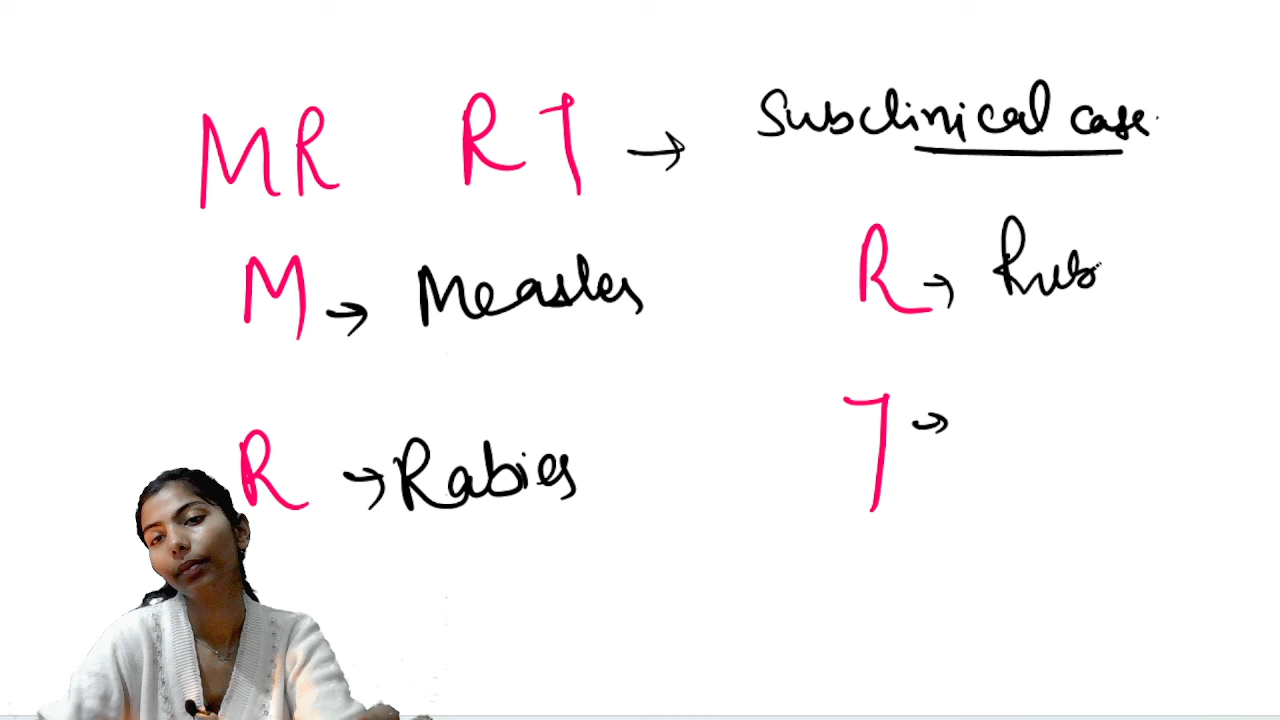 MR RT → Subclinical case
M → Measles
R → Rub
R → Rabies
T →